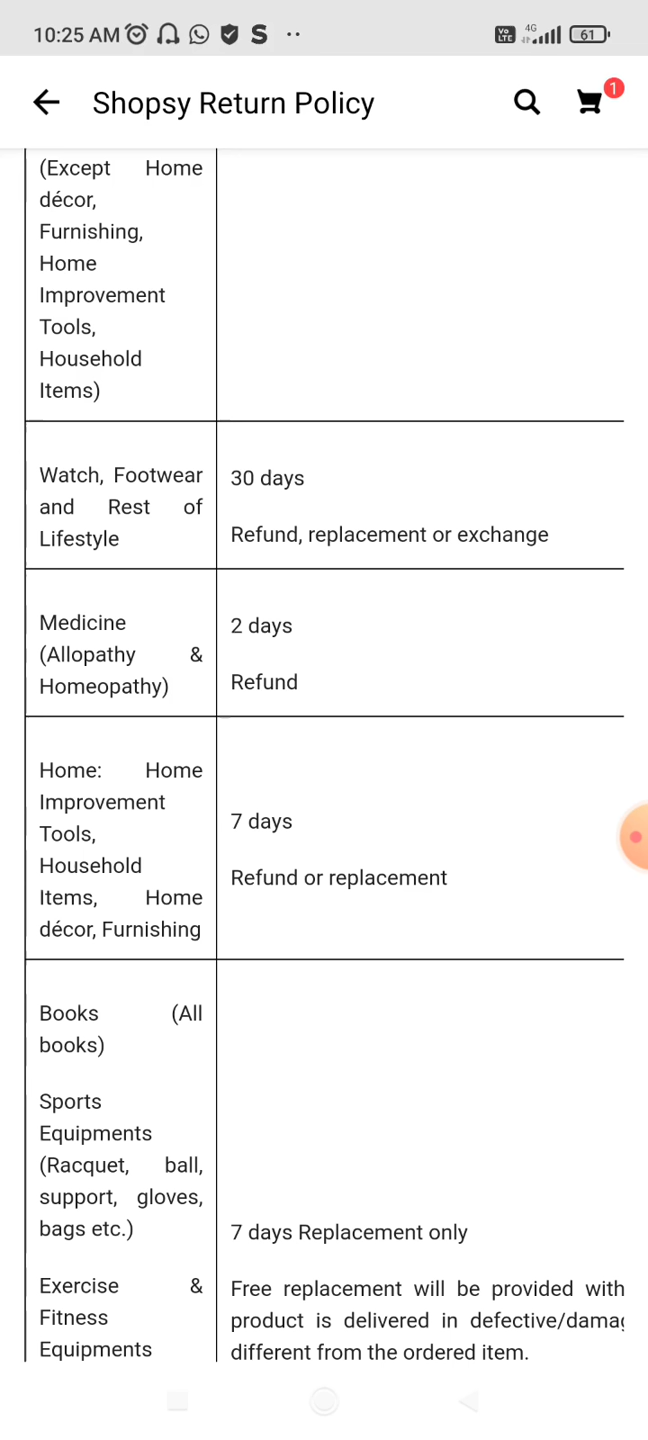 10:25 AM
4G
Vo LTE
61
Shopsy Return Policy
1
(Except Home
décor,
Furnishing,
Home
Improvement
Tools,
Household
Items)
Watch, Footwear
and Rest of
Lifestyle
30 days
Refund, replacement or exchange
Medicine
(Allopathy &
Homeopathy)
2 days
Refund
Home: Home
Improvement
Tools,
Household
Items, Home
décor, Furnishing
7 days
Refund or replacement
Books (All
books)
Sports
Equipments
(Racquet, ball,
support, gloves,
bags etc.)
Exercise &
Fitness
Equipments
7 days Replacement only
Free replacement will be provided with
product is delivered in defective/damag
different from the ordered item.